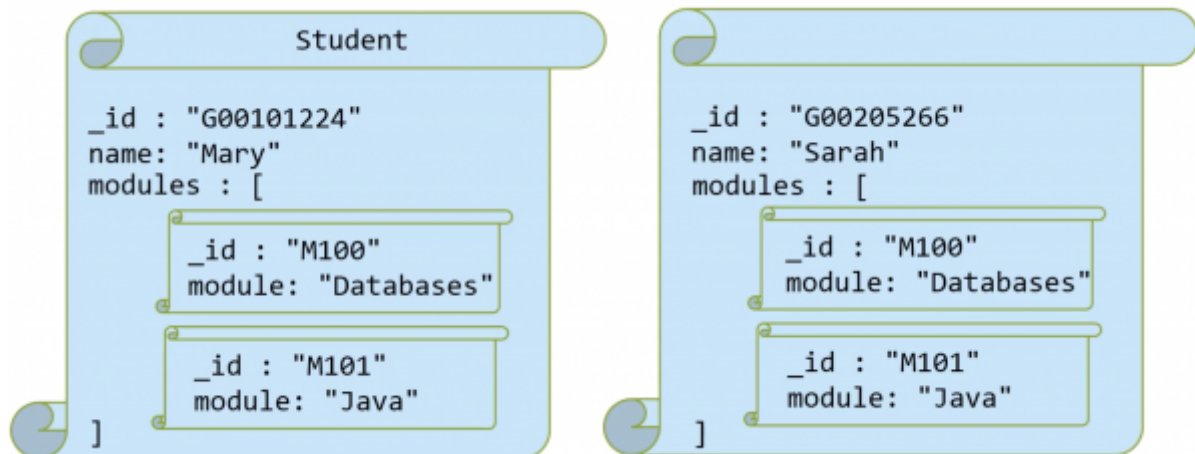 Student
_id : "G00101224"
name: "Mary"
modules : [
_id : "M100"
module: "Databases"
_id : "M101"
module: "Java"
]
_id : "G00205266"
name: "Sarah"
modules : [
_id : "M100"
module: "Databases"
_id : "M101"
module: "Java"
]